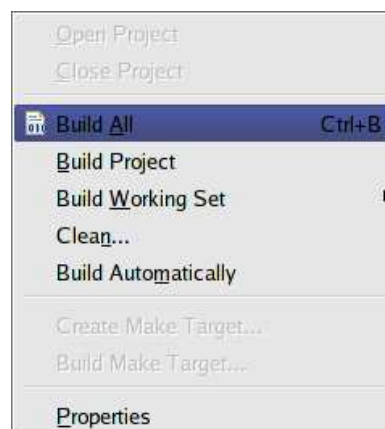 Open Project
Close Project
Build All Ctrl+B
Build Project
Build Working Set
Clean...
Build Automatically
Create Make Target...
Build Make Target...
Properties